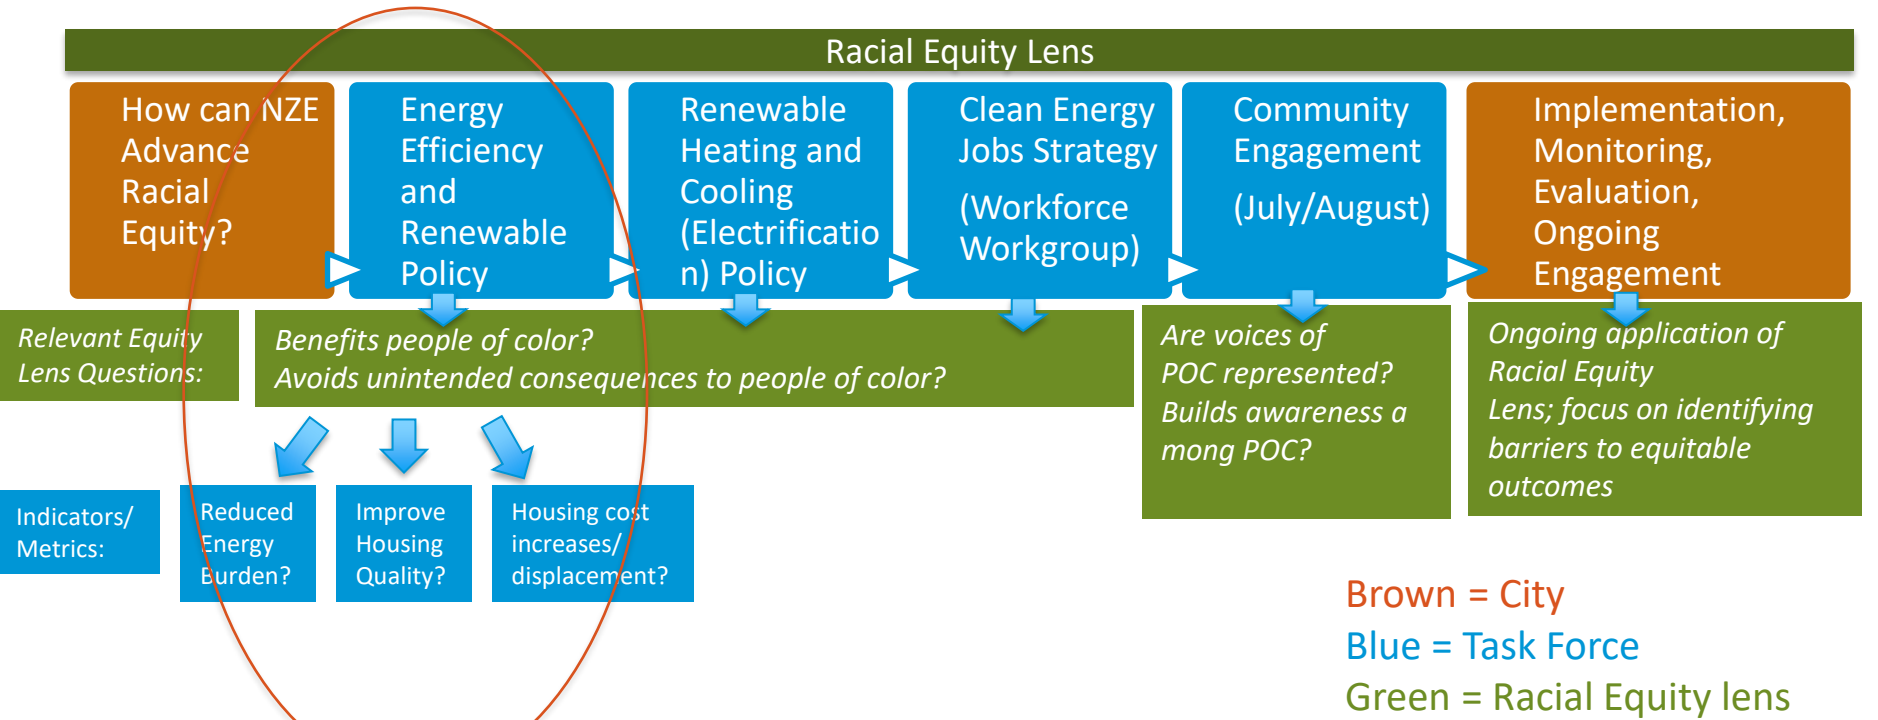 Racial Equity Lens
How can NZE
Advance
Racial
Equity?
Energy
Efficiency
and
Renewable
Policy
Renewable
Heating and
Cooling
(Electrificatio
n) Policy
Clean Energy
Jobs Strategy
(Workforce
Workgroup)
Community
Engagement
(July/August)
Implementation,
Monitoring,
Evaluation,
Ongoing
Engagement
Relevant Equity
Lens Questions:
Benefits people of color?
Avoids unintended consequences to people of color?
Are voices of
POC represented?
Builds awareness a
mong POC?
Ongoing application of
Racial Equity
Lens; focus on identifying
barriers to equitable
outcomes
Indicators/
Metrics:
Reduced
Energy
Burden?
Improve
Housing
Quality?
Housing cost
increases/
displacement?
Brown = City
Blue = Task Force
Green = Racial Equity lens